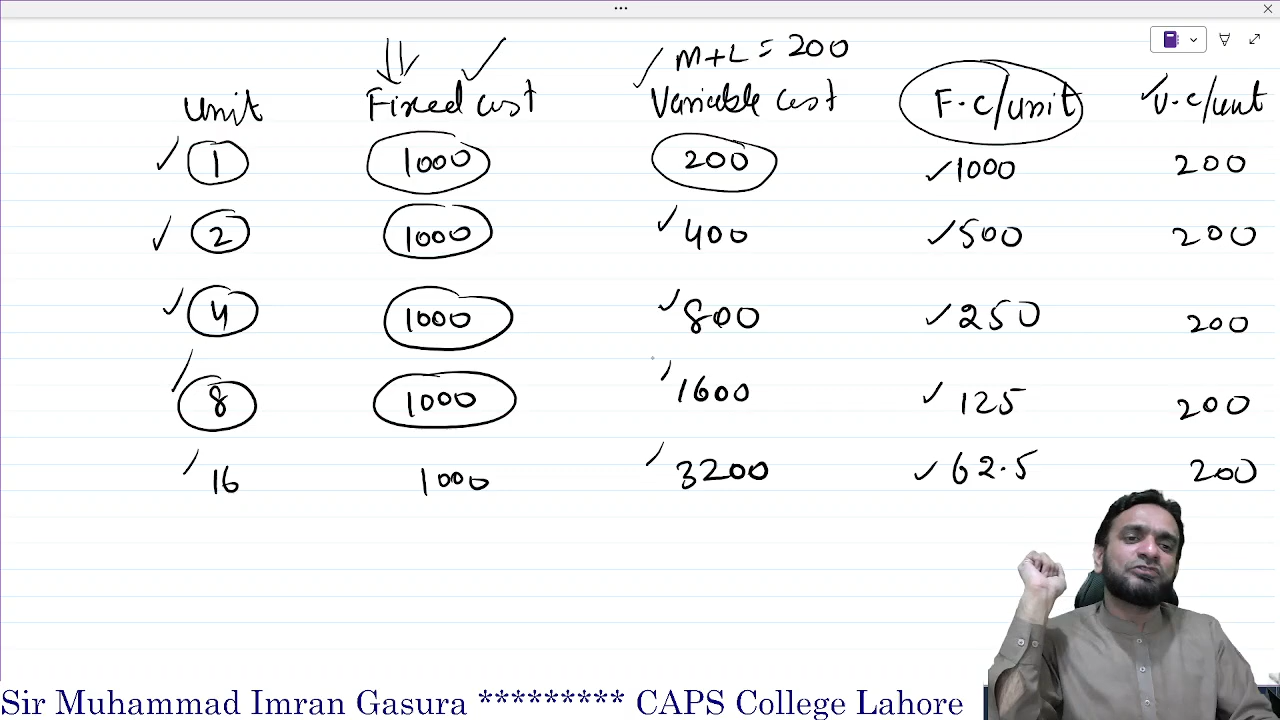 M+L = 200
Unit Fixed cost Variable cost F.c/unit V.c/unit
1 1000 200 1000 200
2 1000 400 500 200
4 1000 800 250 200
8 1000 1600 125 200
16 1000 3200 62.5 200
Sir Muhammad Imran Gasura ********* CAPS College Lahore